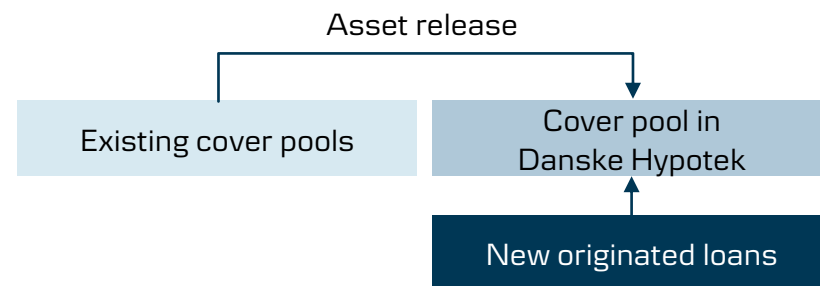 Asset release
Existing cover pools
Cover pool in
Danske Hypotek
New originated loans